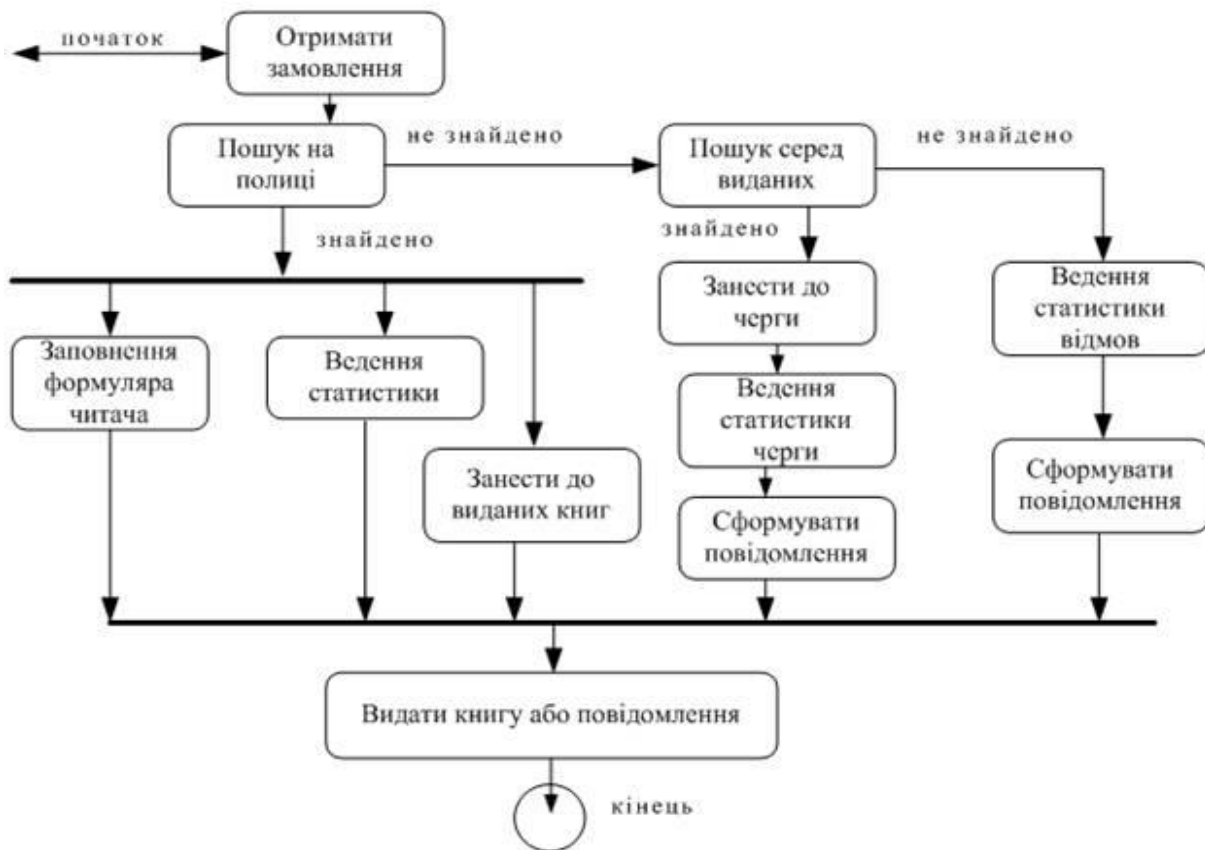 початок
Отримати
замовлення
Пошук на
полиці
не знайдено
Пошук серед
виданих
не знайдено
знайдено
знайдено
Заповнення
формуляра
читача
Ведення
статистики
Занести до
виданих книг
Занести до
черги
Ведення
статистики
черги
Сформувати
повідомлення
Ведення
статистики
відмов
Сформувати
повідомлення
Видати книгу або повідомлення
кінець